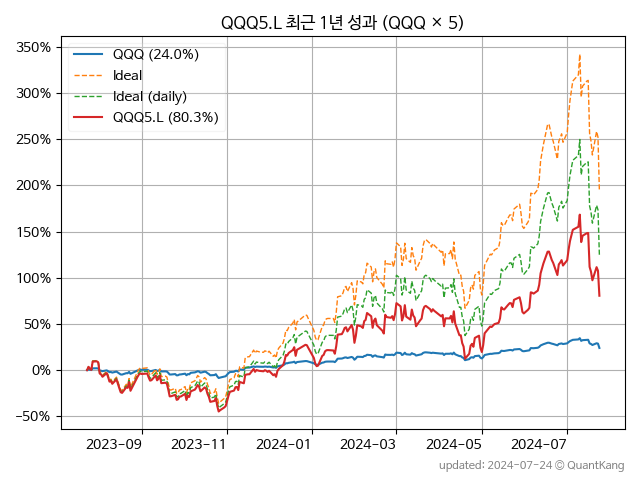 QQQ5.L 최근 1년 성과 (QQQ × 5)
350%
300%
250%
200%
150%
100%
50%
0%
−50%
QQQ (24.0%)
Ideal
Ideal (daily)
QQQ5.L (80.3%)
2023−09 2023−11 2024−01 2024−03 2024−05 2024−07
updated: 2024-07-24 © QuantKang